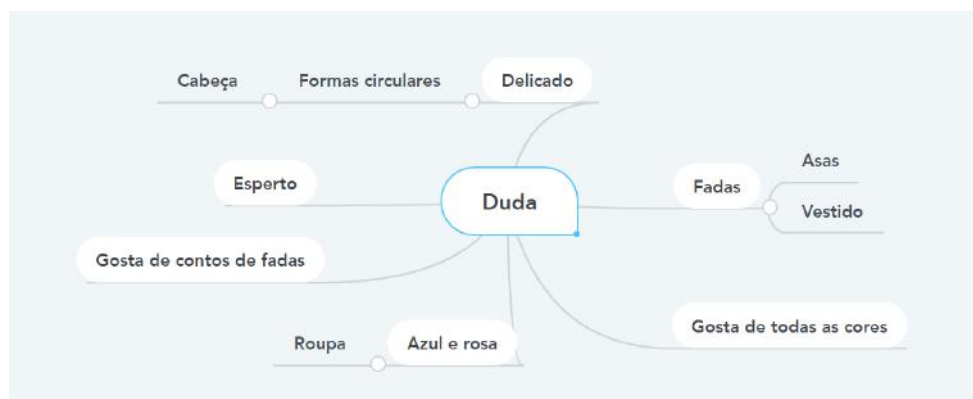 Cabeça
Formas circulares
Delicado
Esperto
Duda
Fadas
Asas
Vestido
Gosta de contos de fadas
Gosta de todas as cores
Roupa
Azul e rosa